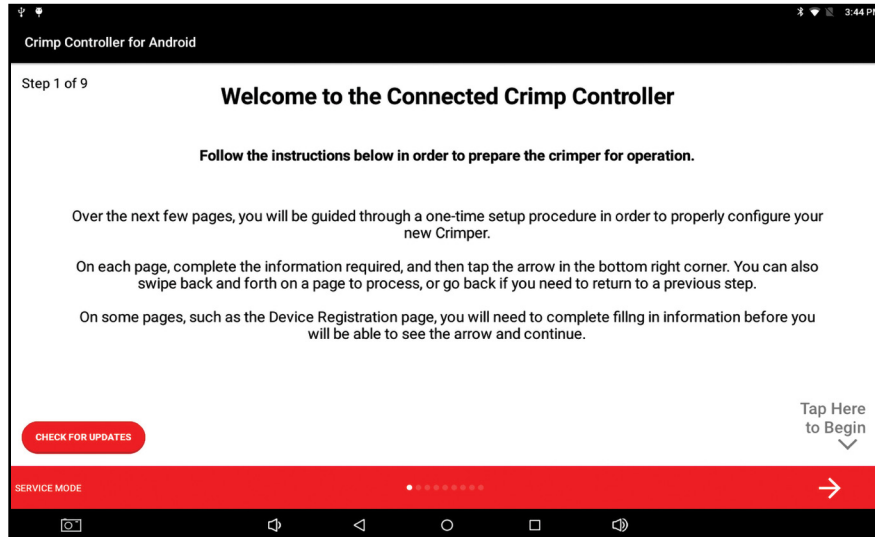 3:44 PM
Crimp Controller for Android
Step 1 of 9
Welcome to the Connected Crimp Controller
Follow the instructions below in order to prepare the crimper for operation.
Over the next few pages, you will be guided through a one-time setup procedure in order to properly configure your
new Crimper.
On each page, complete the information required, and then tap the arrow in the bottom right corner. You can also
swipe back and forth on a page to process, or go back if you need to return to a previous step.
On some pages, such as the Device Registration page, you will need to complete fillng in information before you
will be able to see the arrow and continue.
Tap Here
to Begin
CHECK FOR UPDATES
SERVICE MODE